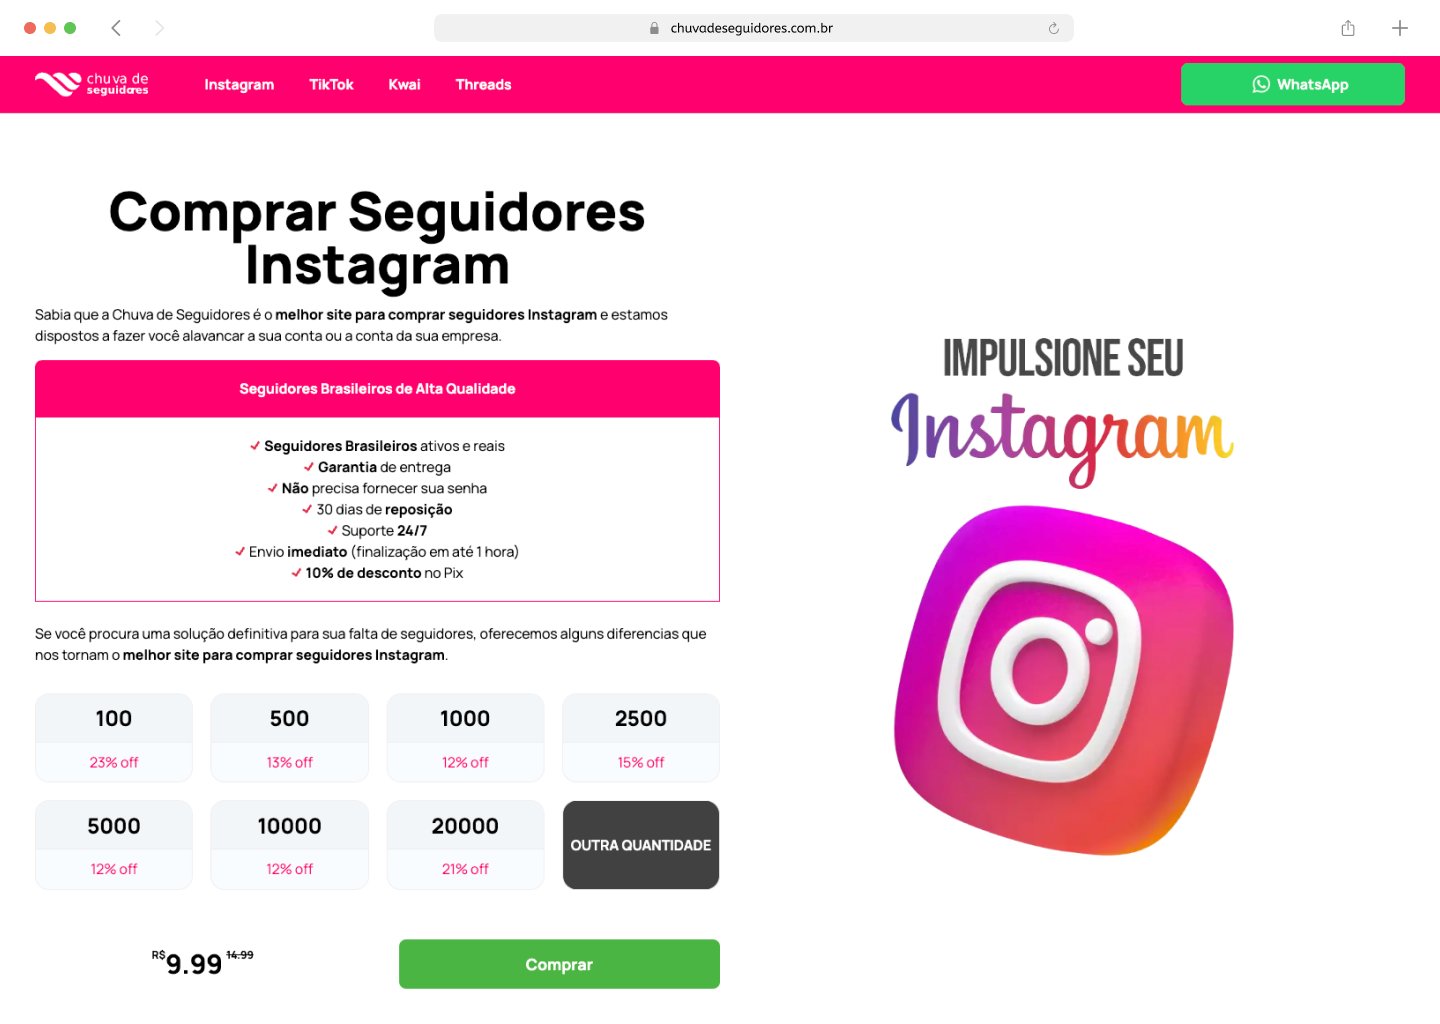 chuvadeseguidores.com.br
chuva de
seguidores
Instagram
TikTok
Kwai
Threads
WhatsApp
Comprar Seguidores
Instagram
Sabia que a Chuva de Seguidores é o melhor site para comprar seguidores Instagram e estamos
dispostos a fazer você alavancar a sua conta ou a conta da sua empresa.
Seguidores Brasileiros de Alta Qualidade
Seguidores Brasileiros ativos e reais
Garantia de entrega
Não precisa fornecer sua senha
30 dias de reposição
Suporte 24/7
Envio imediato (finalização em até 1 hora)
10% de desconto no Pix
Se você procura uma solução definitiva para sua falta de seguidores, oferecemos alguns diferencias que
nos tornam o melhor site para comprar seguidores Instagram.
100
23% off
500
13% off
1000
12% off
2500
15% off
5000
12% off
10000
12% off
20000
21% off
OUTRA QUANTIDADE
R$9.99 14.99
Comprar
IMPULSIONE SEU
Instagram